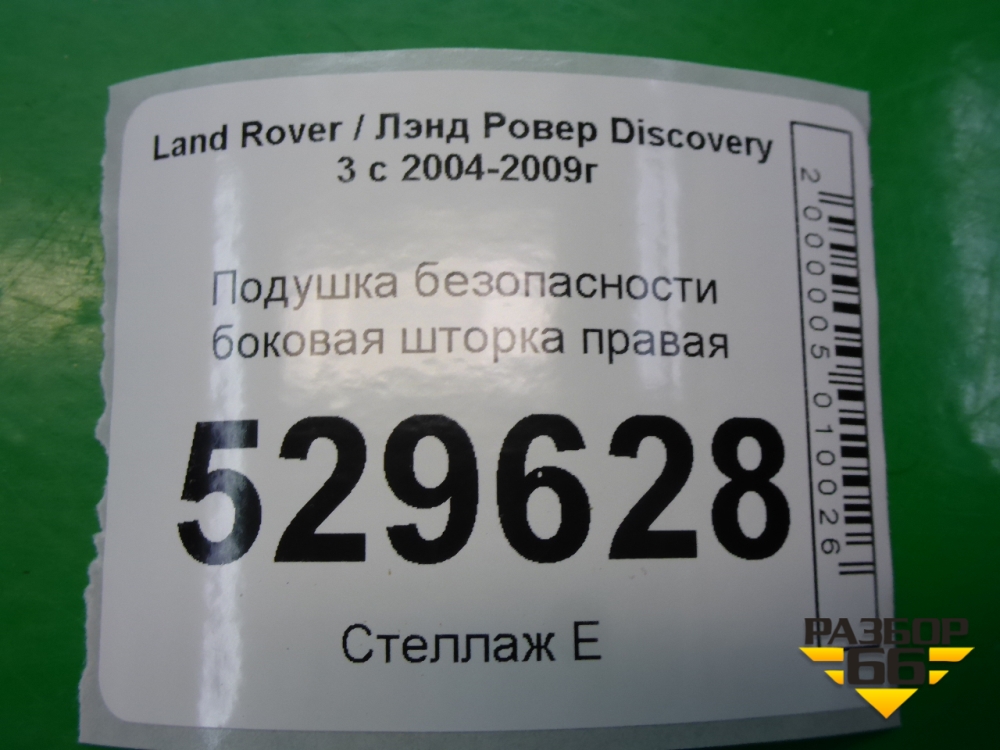 Land Rover / Лэнд Ровер Discovery
3 с 2004-2009г
Подушка безопасности
боковая шторка правая
529628
Стеллаж Е
2000005010026
РАЗБОР
66